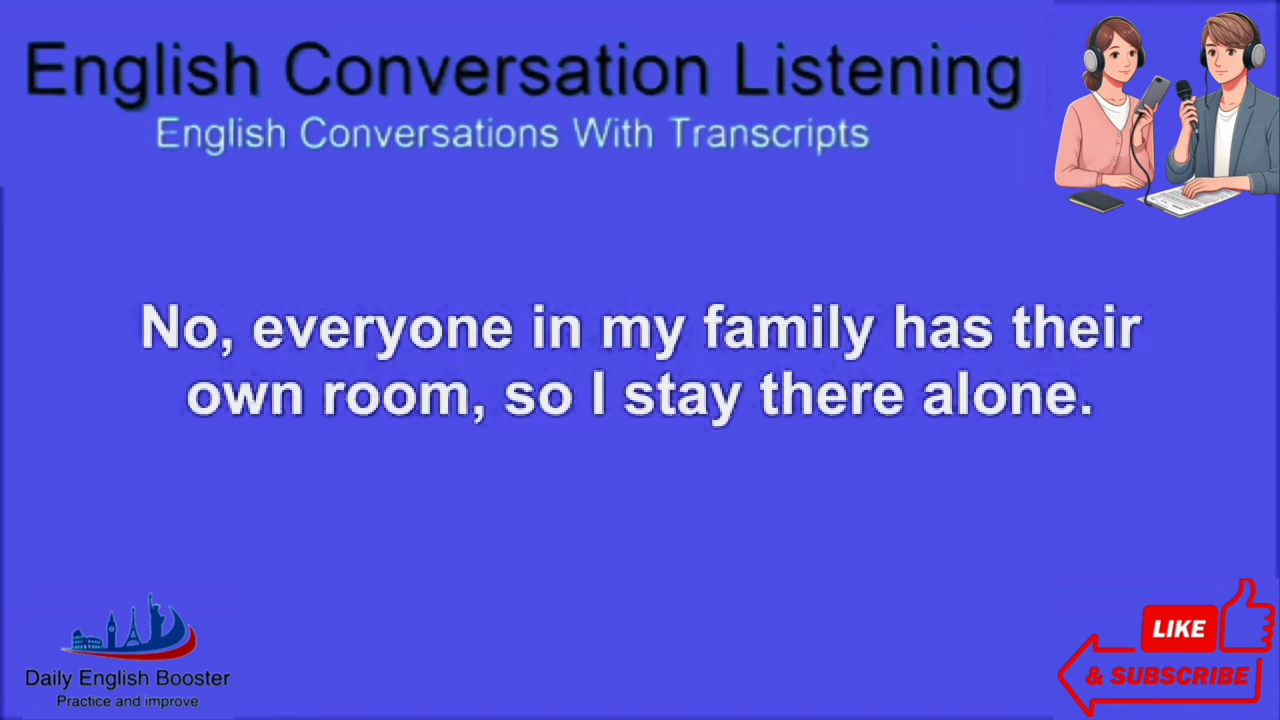 English Conversation Listening
English Conversations With Transcripts
No, everyone in my family has their
own room, so I stay there alone.
Daily English Booster
Practice and improve
LIKE
& SUBSCRIBE